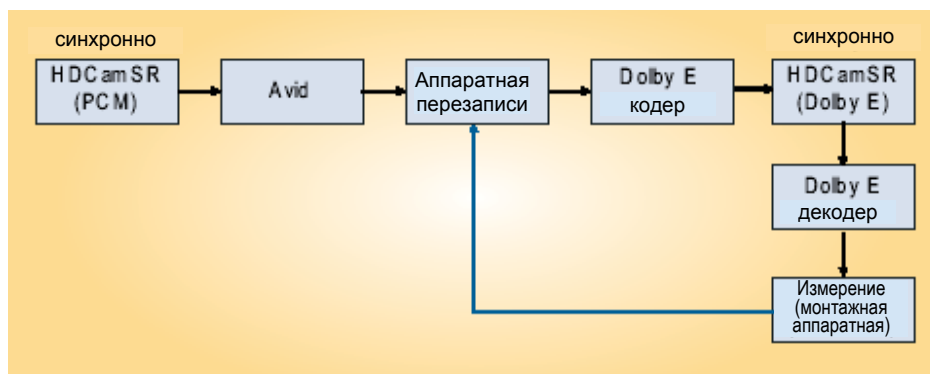 синхронно
синхронно
HDCamSR
(PCM)
Avid
Аппаратная
перезаписи
Dolby E
кодер
HDCamSR
(Dolby E)
Dolby E
декодер
Измерение
(монтажная
аппаратная)